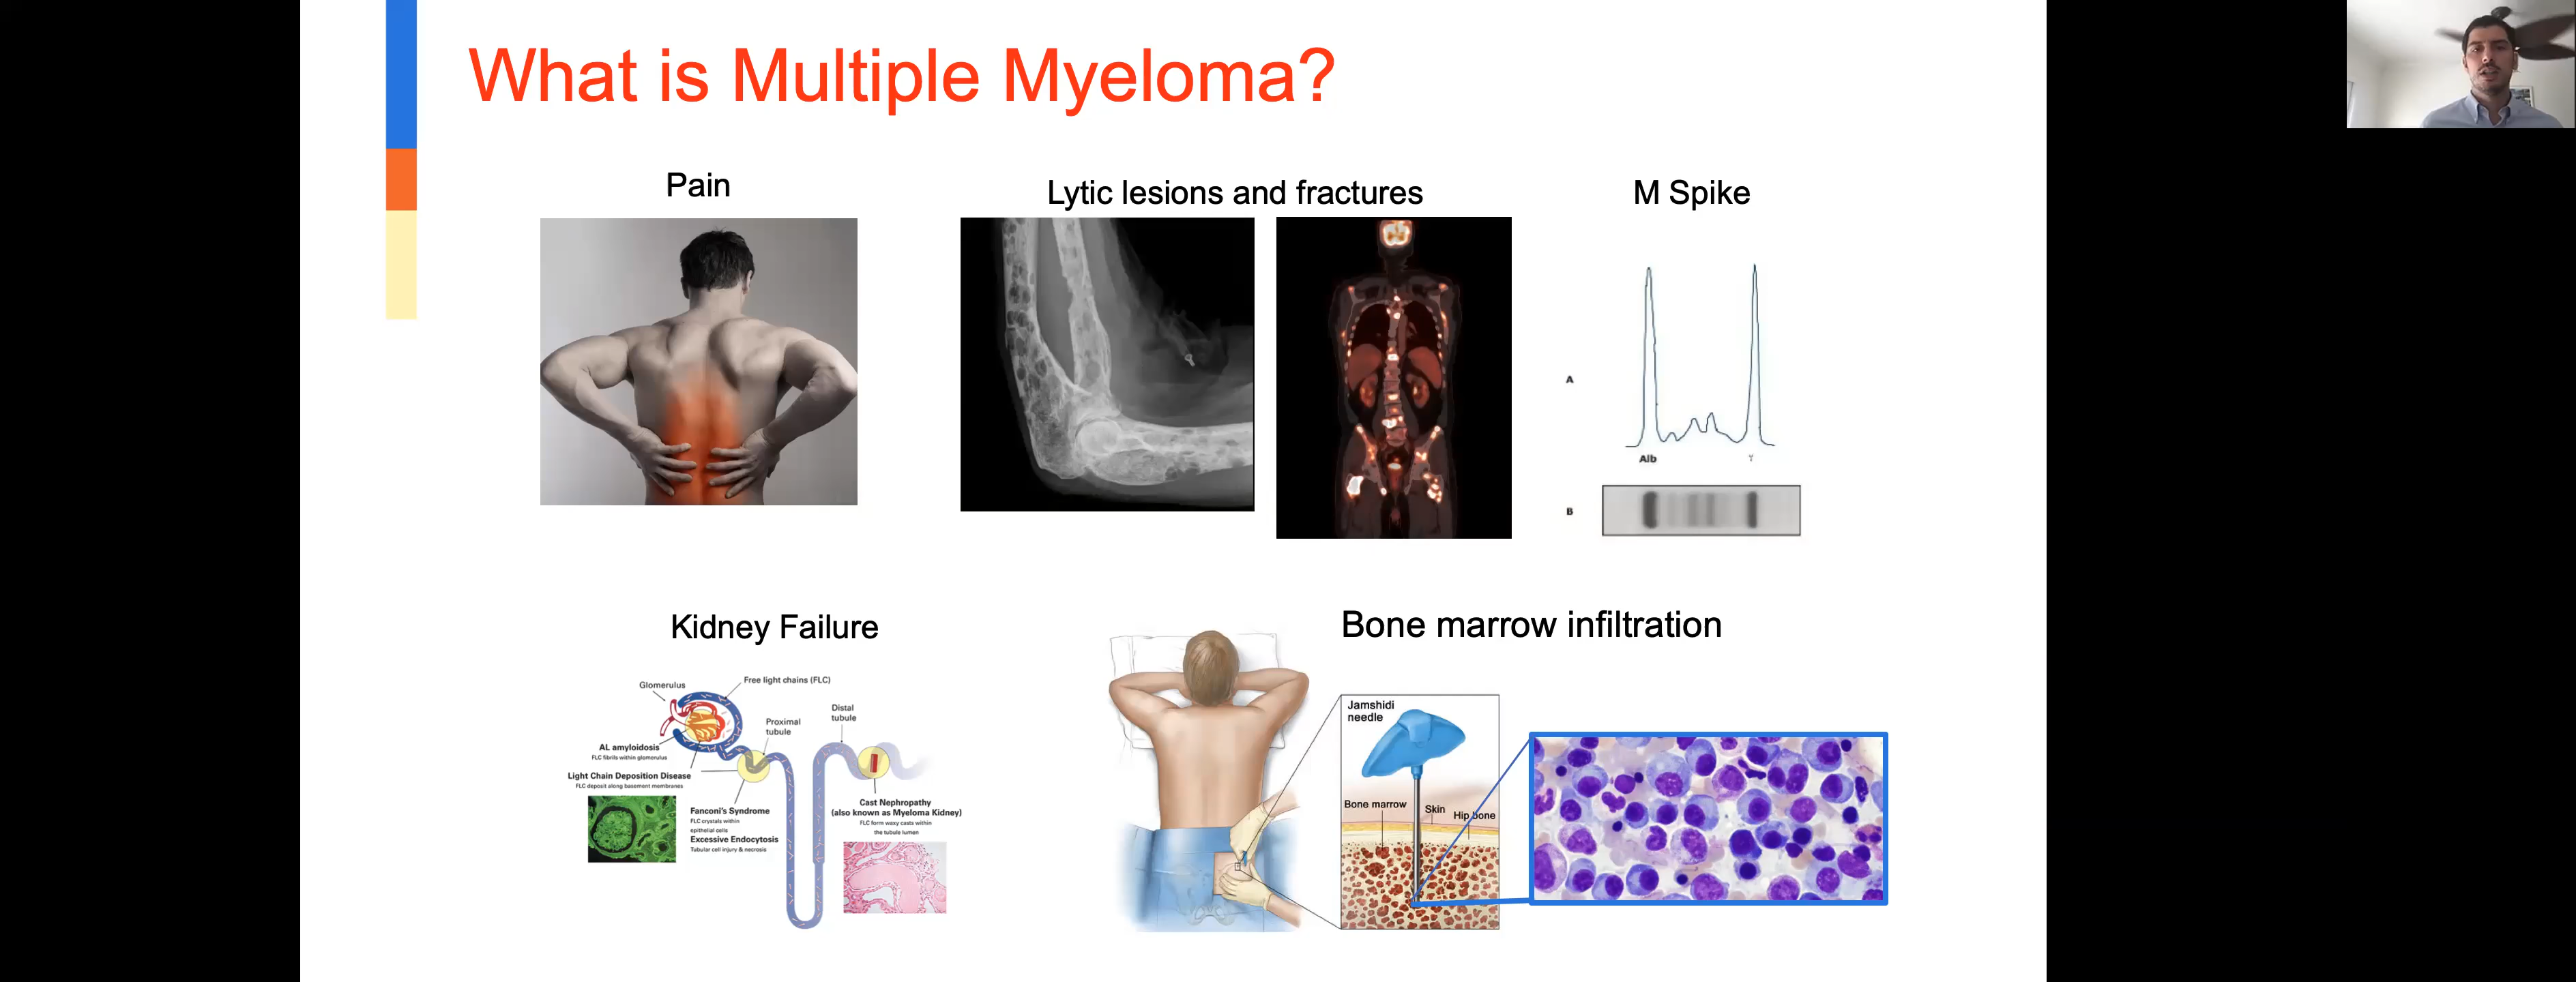 What is Multiple Myeloma?
Pain
Lytic lesions and fractures
M Spike
A
Alb
γ
B
Kidney Failure
Glomerulus
Free light chains (FLC)
Proximal
tubule
Distal
tubule
AL amyloidosis
FLC fibrils within glomerulus
Light Chain Deposition Disease
FLC deposit along basement membranes
Fanconi's Syndrome
FLC crystals within
epithelial cells
Excessive Endocytosis
Tubular cell injury & necrosis
Cast Nephropathy
(also known as Myeloma Kidney)
FLC form waxy casts within
the tubule lumen
Bone marrow infiltration
Jamshidi
needle
Bone marrow
Skin
Hip bone